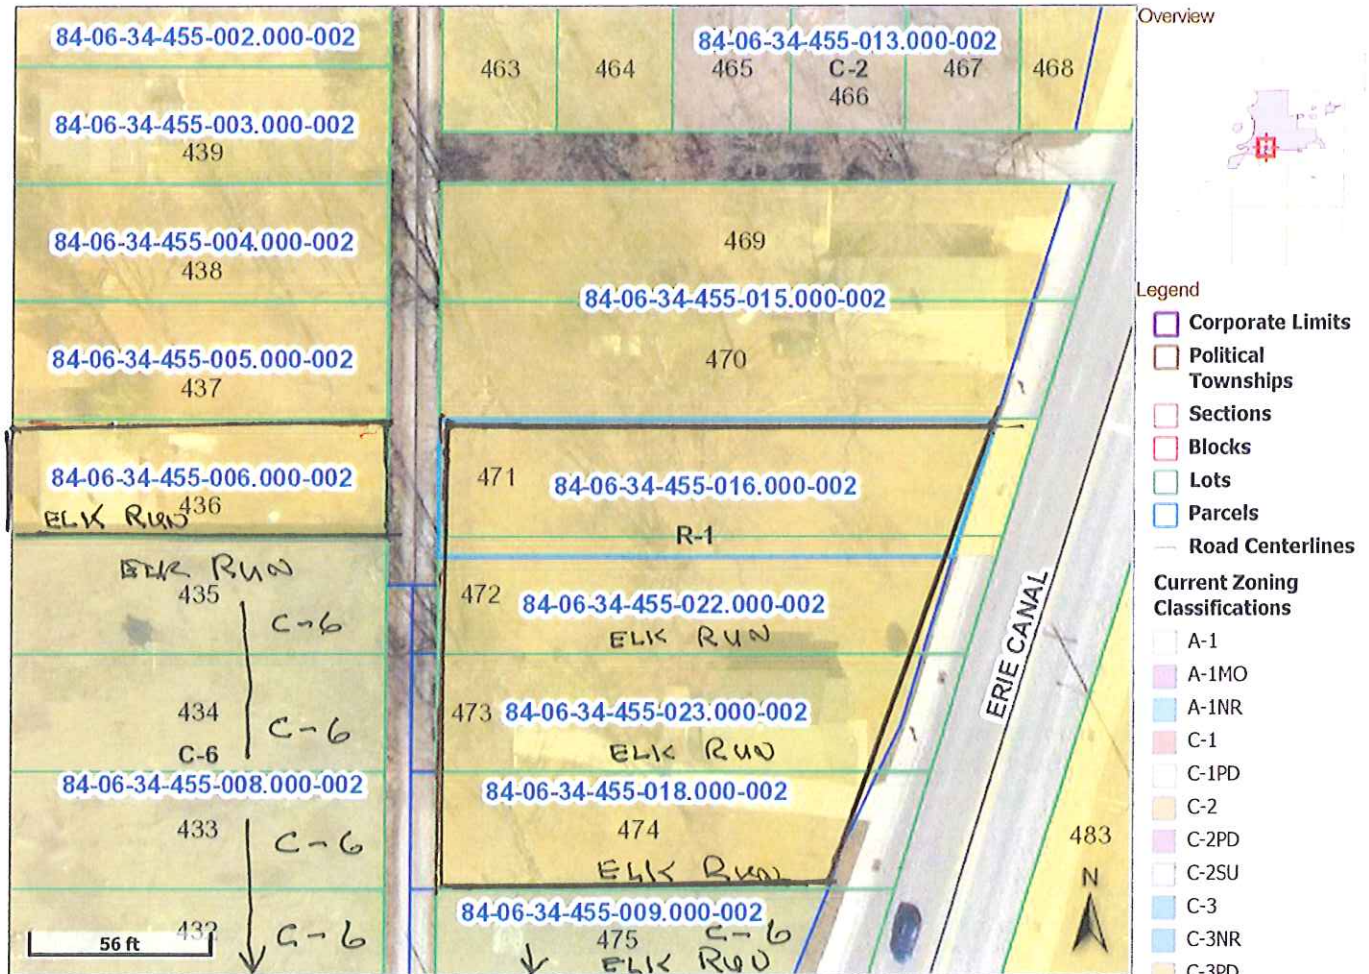 84-06-34-455-002.000-002
84-06-34-455-003.000-002
439
84-06-34-455-004.000-002
438
84-06-34-455-005.000-002
437
84-06-34-455-006.000-002
436
ELK RUN
ELK RUN
435
C-6
434
C-6
C-6
84-06-34-455-008.000-002
433
C-6
432
C-6
56 ft
463
464
84-06-34-455-013.000-002
465
C-2
466
467
468
469
84-06-34-455-015.000-002
470
471
84-06-34-455-016.000-002
R-1
472
84-06-34-455-022.000-002
ELK RUN
473
84-06-34-455-023.000-002
ELK RUN
84-06-34-455-018.000-002
474
ELK RUN
84-06-34-455-009.000-002
475
C-6
ELK RUN
ERIE CANAL
483
N
Overview
Legend
Corporate Limits
Political
Townships
Sections
Blocks
Lots
Parcels
Road Centerlines
Current Zoning
Classifications
A-1
A-1MO
A-1NR
C-1
C-1PD
C-2
C-2PD
C-2SU
C-3
C-3NR
C-3PD